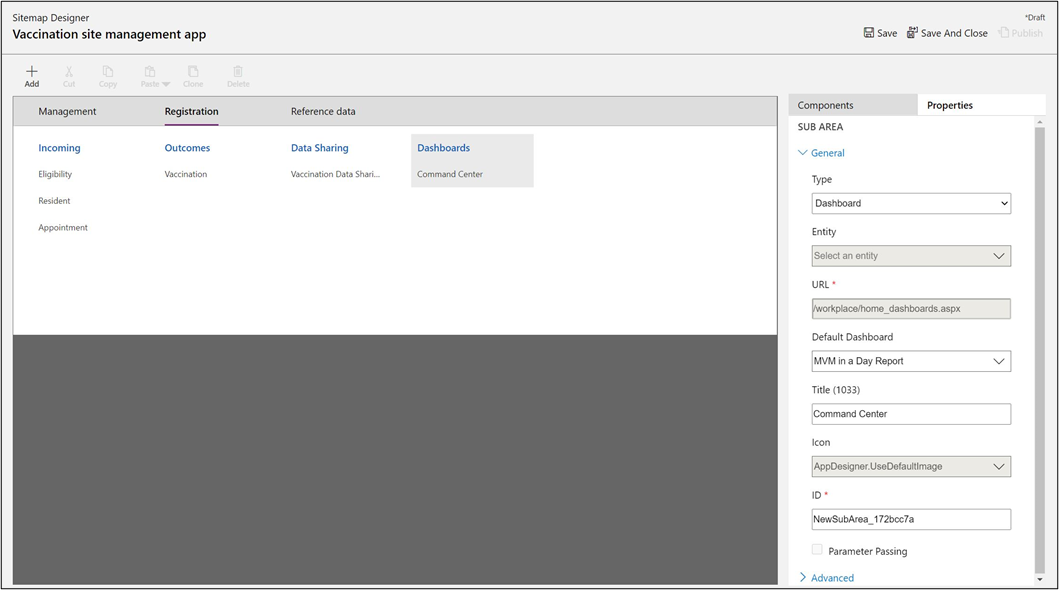 Sitemap Designer
*Draft
Vaccination site management app
Save
Save And Close
Publish
Add
Cut
Copy
Paste
Clone
Delete
Management
Registration
Reference data
Incoming
Outcomes
Data Sharing
Dashboards
Eligibility
Vaccination
Vaccination Data Shari...
Command Center
Resident
Appointment
Components
Properties
SUB AREA
General
Type
Dashboard
Entity
Select an entity
URL *
/workplace/home_dashboards.aspx
Default Dashboard
MVM in a Day Report
Title (1033)
Command Center
Icon
AppDesigner.UseDefaultImage
ID *
NewSubArea_172bcc7a
Parameter Passing
Advanced